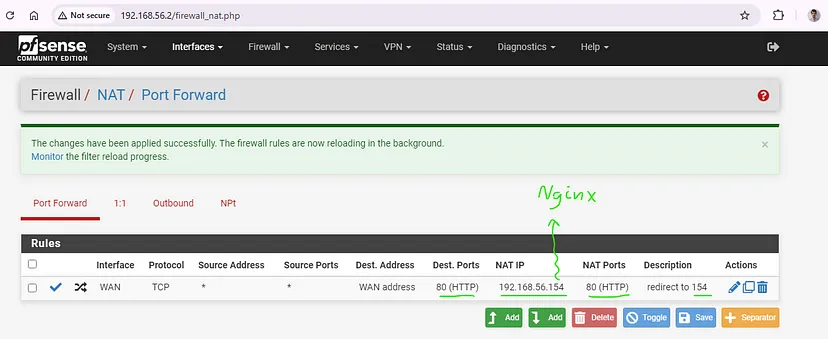 Not secure 192.168.56.2/firewall_nat.php
pfsense COMMUNITY EDITION
System Interfaces Firewall Services VPN Status Diagnostics Help
Firewall / NAT / Port Forward
The changes have been applied successfully. The firewall rules are now reloading in the background.
Monitor the filter reload progress.
Nginx
Port Forward 1:1 Outbound NPt
Rules
Interface Protocol Source Address Source Ports Dest. Address Dest. Ports NAT IP NAT Ports Description Actions
WAN TCP * * WAN address 80 (HTTP) 192.168.56.154 80 (HTTP) redirect to 154
Add Add Delete Toggle Save Separator